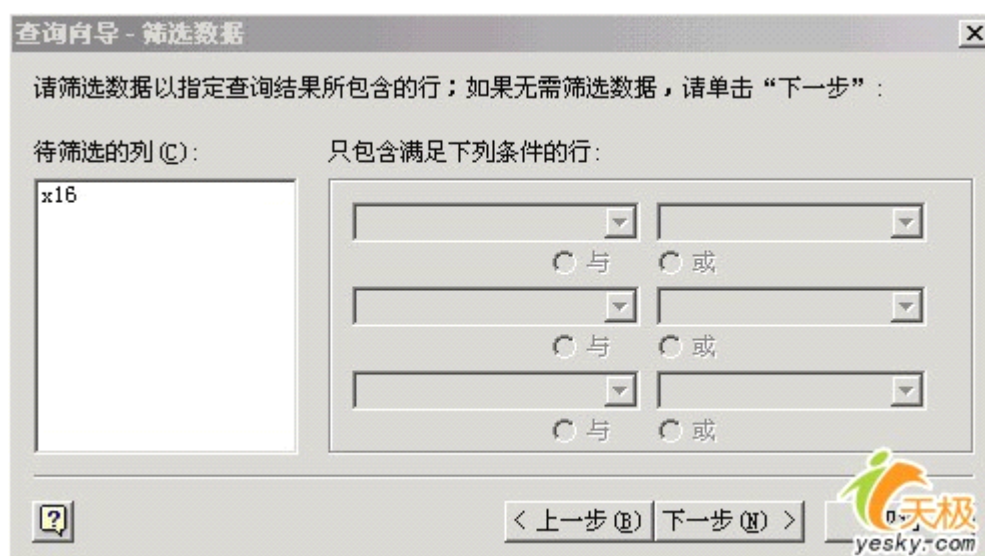 查询向导 - 筛选数据
请筛选数据以指定查询结果所包含的行；如果无需筛选数据，请单击“下一步”：
待筛选的列(C): 只包含满足下列条件的行:
x16
与 或
与 或
与 或
< 上一步(B) 下一步(N) >
天极
yesky.com